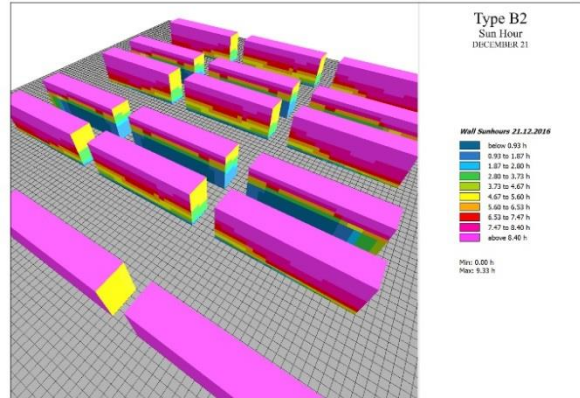 Type B2
Sun Hour
DECEMBER 21
Wall Sunhours 21.12.2016
below 0.93 h
0.93 to 1.87 h
1.87 to 2.80 h
2.80 to 3.73 h
3.73 to 4.67 h
4.67 to 5.60 h
5.60 to 6.53 h
6.53 to 7.47 h
7.47 to 8.40 h
above 8.40 h
Min: 0.00 h
Max: 9.33 h